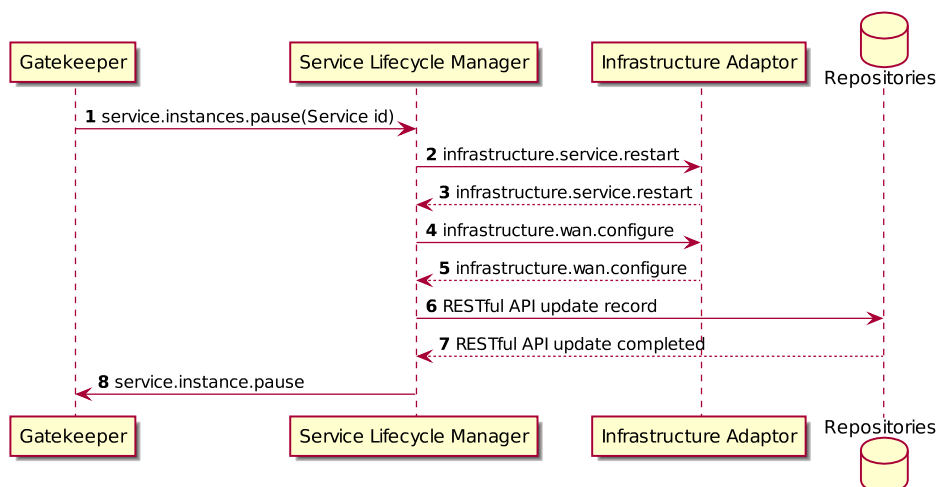 Gatekeeper
Service Lifecycle Manager
Infrastructure Adaptor
Repositories
1 service.instances.pause(Service id)
2 infrastructure.service.restart
3 infrastructure.service.restart
4 infrastructure.wan.configure
5 infrastructure.wan.configure
6 RESTful API update record
7 RESTful API update completed
8 service.instance.pause
Gatekeeper
Service Lifecycle Manager
Infrastructure Adaptor
Repositories